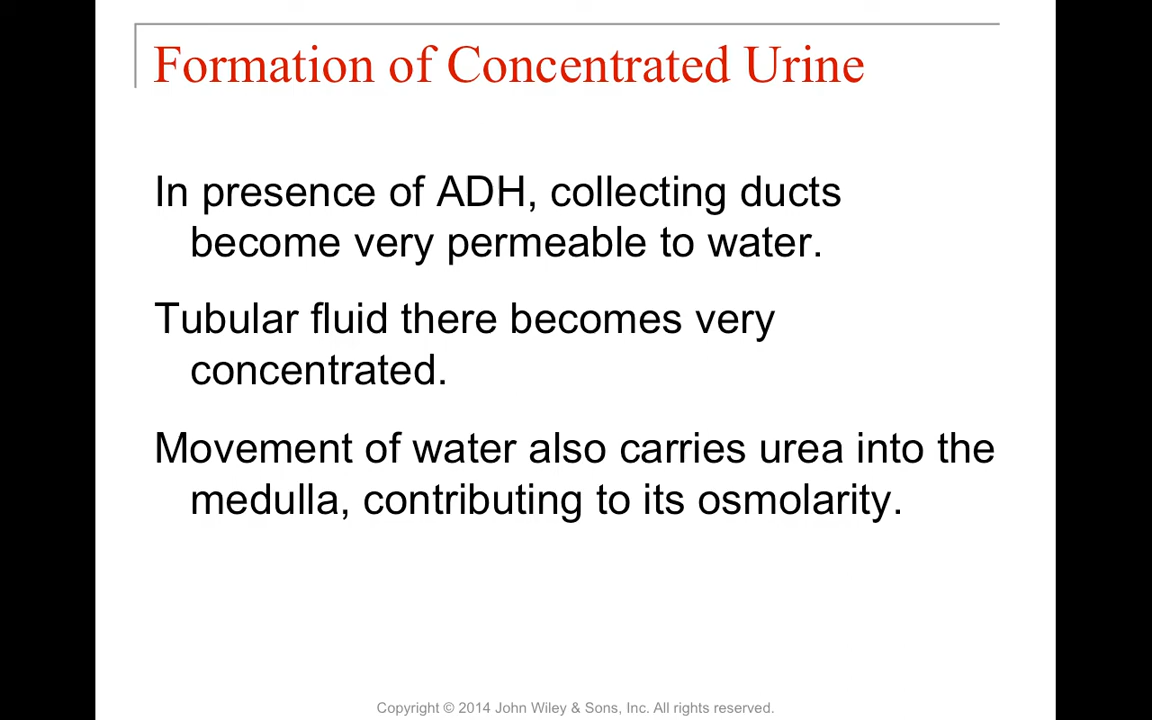 Formation of Concentrated Urine
In presence of ADH, collecting ducts
become very permeable to water.
Tubular fluid there becomes very
concentrated.
Movement of water also carries urea into the
medulla, contributing to its osmolarity.
Copyright © 2014 John Wiley & Sons, Inc. All rights reserved.